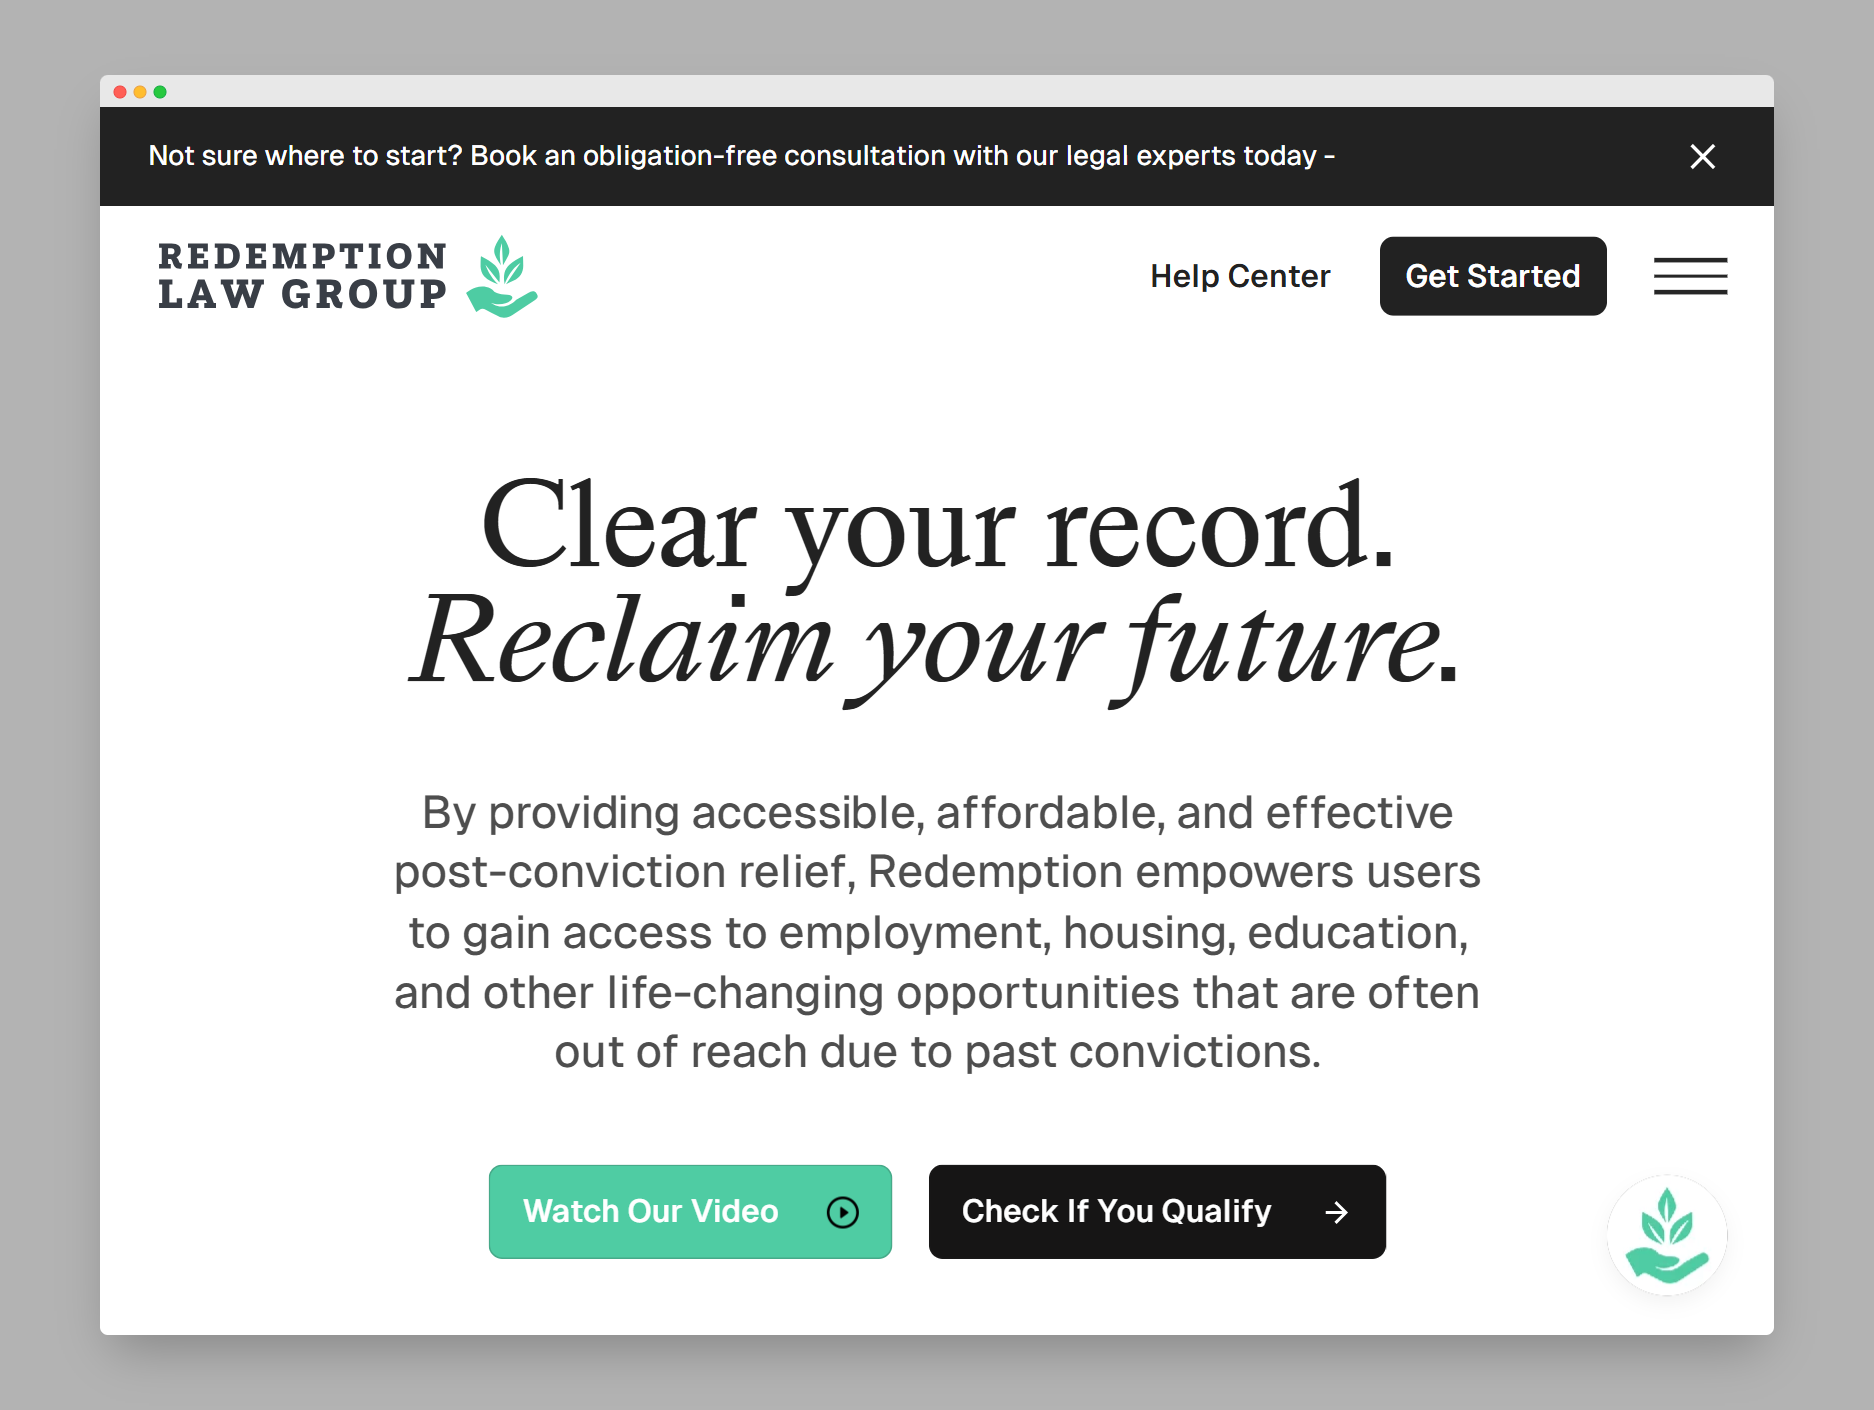 Not sure where to start? Book an obligation-free consultation with our legal experts today -
REDEMPTION
LAW GROUP
Help Center
Get Started
Clear your record.
Reclaim your future.
By providing accessible, affordable, and effective
post-conviction relief, Redemption empowers users
to gain access to employment, housing, education,
and other life-changing opportunities that are often
out of reach due to past convictions.
Watch Our Video
Check If You Qualify